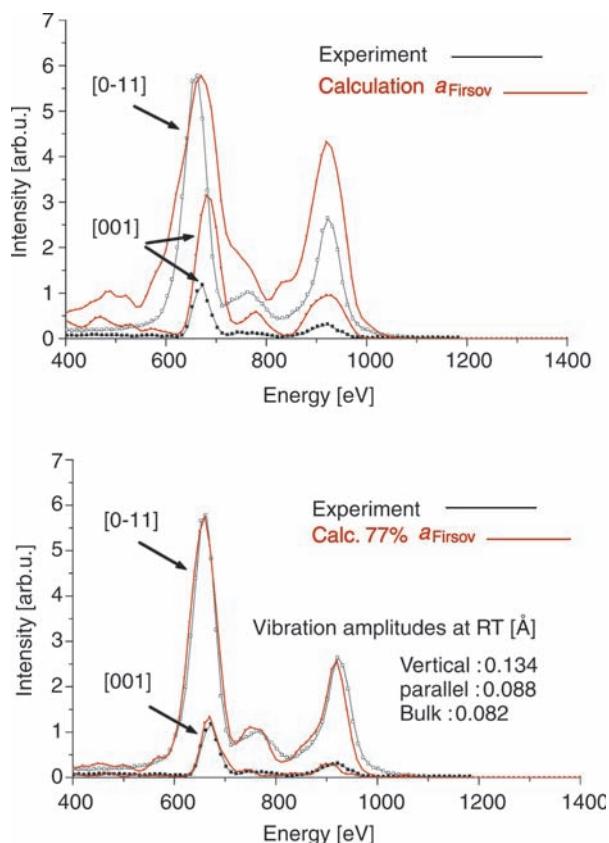 7
6
5
4
3
2
1
0
Intensity [arb.u.]
Experiment
Calculation aFirsov
[0-11]
[001]
400 600 800 1000 1200 1400
Energy [eV]
7
6
5
4
3
2
1
0
Intensity [arb.u.]
Experiment
Calc. 77% aFirsov
[0-11]
Vibration amplitudes at RT [Å]
Vertical : 0.134
parallel : 0.088
Bulk : 0.082
[001]
400 600 800 1000 1200 1400
Energy [eV]